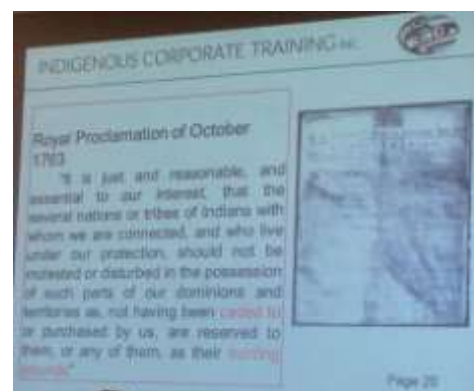 INDIGENOUS CORPORATE TRAINING INC.
Royal Proclamation of October
1763
"It is just and reasonable, and
essential to our interest, that the
several nations or tribes of Indians with
whom we are connected, and who live
under our protection, should not be
molested or disturbed in the possession
of such parts of our dominions and
territories as, not having been ceded to
or purchased by us, are reserved to
them, or any of them, as their hunting
grounds"
Page 20